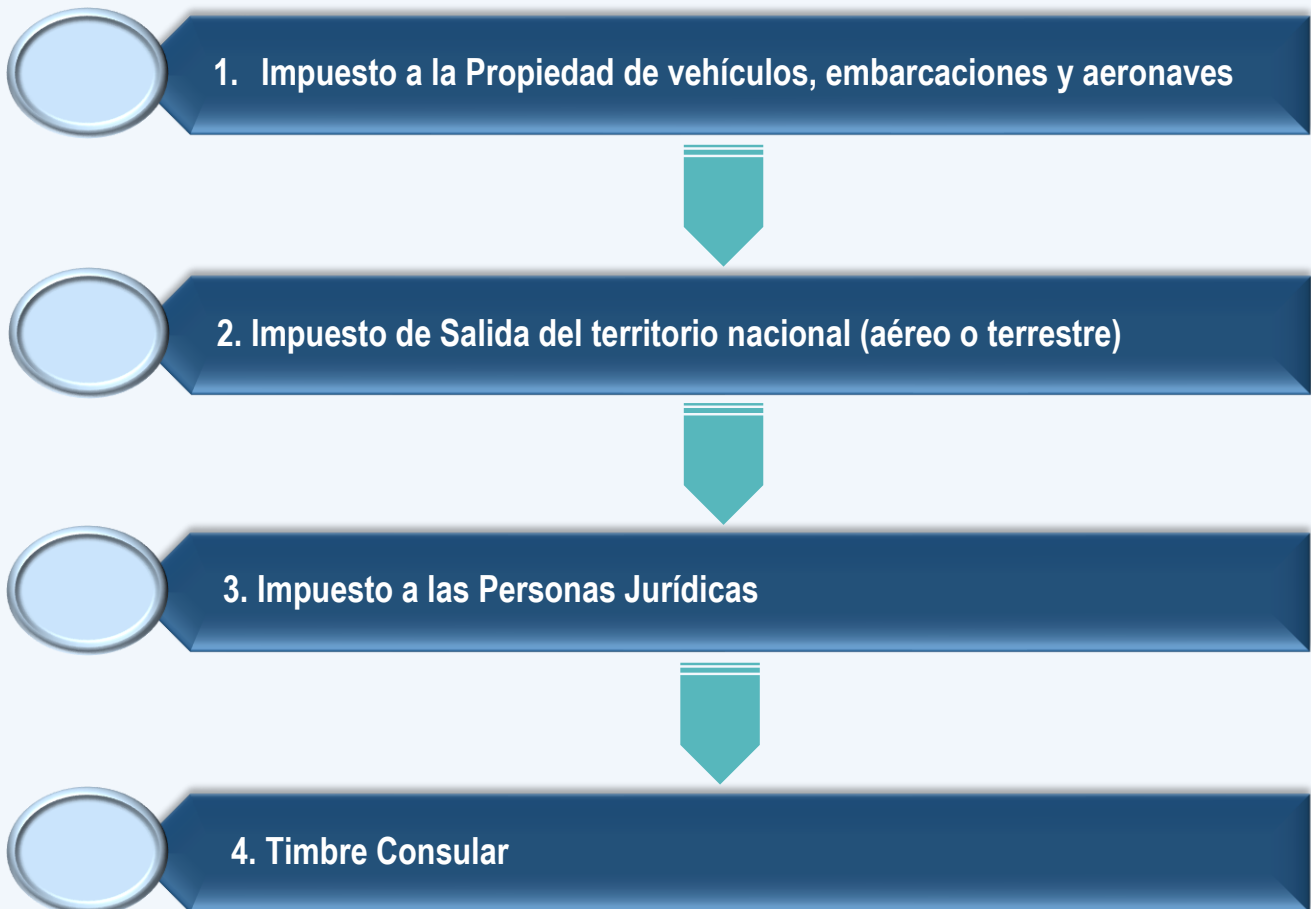 1. Impuesto a la Propiedad de vehículos, embarcaciones y aeronaves
2. Impuesto de Salida del territorio nacional (aéreo o terrestre)
3. Impuesto a las Personas Jurídicas
4. Timbre Consular